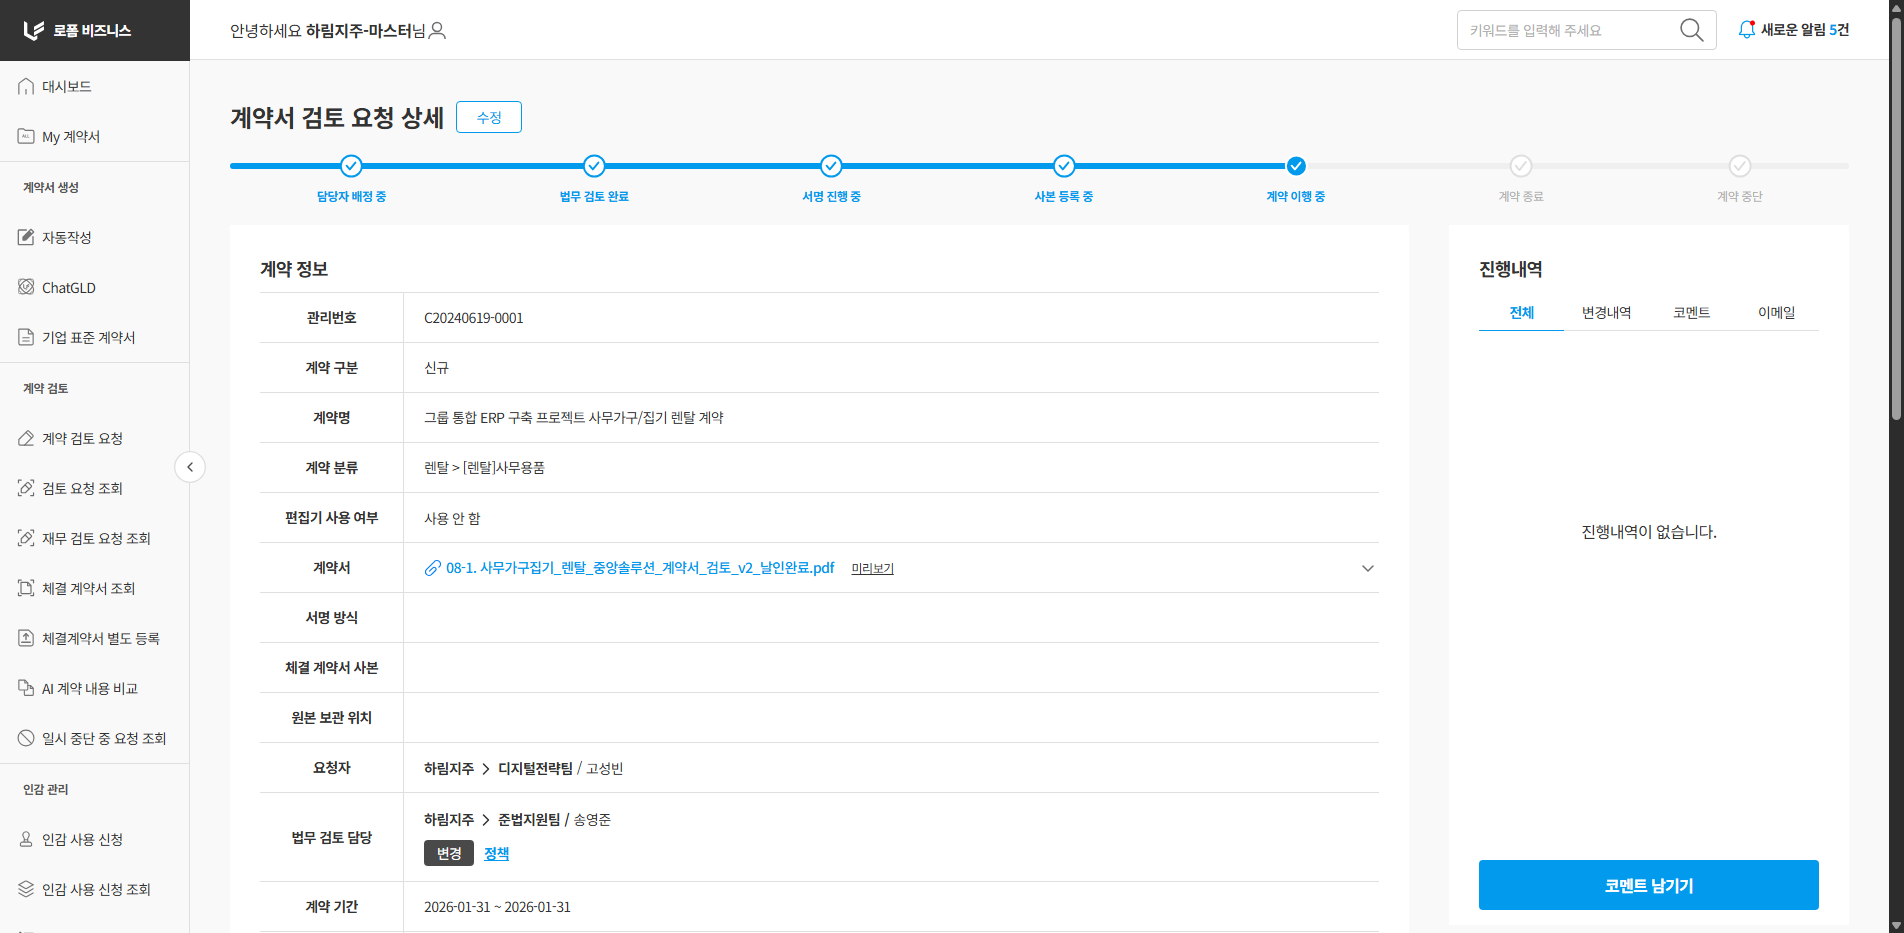 로폼 비즈니스
안녕하세요 하림지주-마스터님
키워드를 입력해 주세요
새로운 알림 5건
대시보드
My 계약서
계약서 생성
자동작성
ChatGLD
기업 표준 계약서
계약 검토
계약 검토 요청
검토 요청 조회
재무 검토 요청 조회
체결 계약서 조회
체결계약서 별도 등록
AI 계약 내용 비교
일시 중단 중 요청 조회
인감 관리
인감 사용 신청
인감 사용 신청 조회
계약서 검토 요청 상세
수정
담당자 배정 중
법무 검토 완료
서명 진행 중
사본 등록 중
계약 이행 중
계약 종료
계약 중단
계약 정보
관리번호 C20240619-0001
계약 구분 신규
계약명 그룹 통합 ERP 구축 프로젝트 사무가구/집기 렌탈 계약
계약 분류 렌탈 > [렌탈]사무용품
편집기 사용 여부 사용 안 함
계약서 08-1. 사무가구집기_렌탈_중앙솔루션_계약서_검토_v2_날인완료.pdf 미리보기
서명 방식
체결 계약서 사본
원본 보관 위치
요청자 하림지주 > 디지털전략팀 / 고성빈
법무 검토 담당 하림지주 > 준법지원팀 / 송영준
변경 정책
계약 기간 2026-01-31 ~ 2026-01-31
진행내역
전체 변경내역 코멘트 이메일
진행내역이 없습니다.
코멘트 남기기